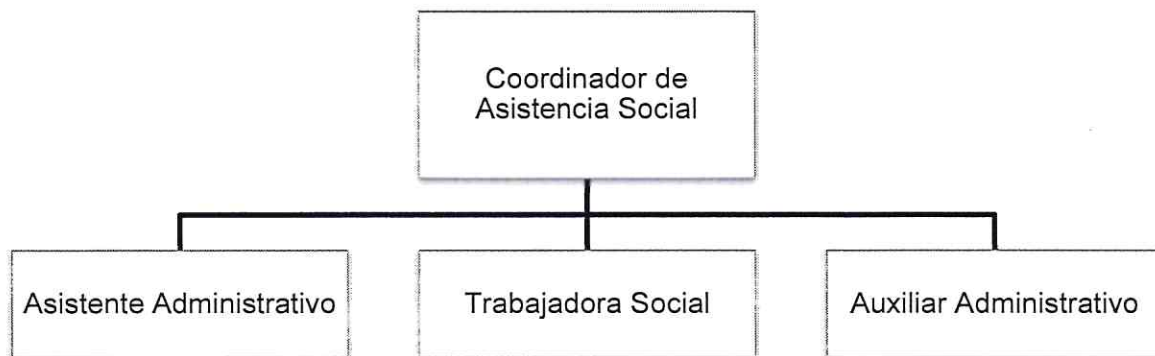 Coordinador de
Asistencia Social
Asistente Administrativo
Trabajadora Social
Auxiliar Administrativo